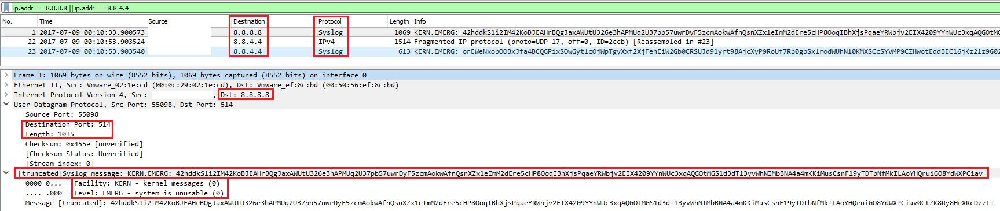 ip.addr == 8.8.8.8 || ip.addr == 8.8.4.4
No. Time Source Destination Protocol Length Info
1 2017-07-09 00:10:33.900573 8.8.8.8 Syslog 1069 KERN.EMERG: 42hddkS1i2IM42KoBJEAHrBQgJaxAWUtU326e3hAPMUq2U37pb57uwrDyF5zcmAokwAfnQsnXZx1eImM2dEre5cHP8OoqIBhXjsPqaeYRWbjv2EIX4209YYnWUc3xqAQGOtMG
22 2017-07-09 00:10:53.903524 8.8.4.4 IPv4 1514 Fragmented IP protocol (proto=UDP 17, off=0, ID=2ccb) [Reassembled in #23]
23 2017-07-09 00:10:53.903540 8.8.4.4 Syslog 613 KERN.EMERG: orEWeNxobOOBxJfa4BCQGPixSOwGytlcOjWpTgyXxf2XjFenEiW2Gb0CRSUJd91yrt98AjcXyP9RoUf7Rp0gbSxlrodWUhNl0KMXSCcSYVMP9CZHwotEqdBEC16jKz21z9G02
Frame 1: 1069 bytes on wire (8552 bits), 1069 bytes captured (8552 bits) on interface 0
Ethernet II, Src: Vmware_02:1e:cd (00:0c:29:02:1e:cd), Dst: Vmware_ef:8c:bd (00:50:56:ef:8c:bd)
Internet Protocol Version 4, Src: , Dst: 8.8.8.8
User Datagram Protocol, Src Port: 55098, Dst Port: 514
Source Port: 55098
Destination Port: 514
Length: 1035
Checksum: 0x455e [unverified]
[Checksum Status: Unverified]
[Stream index: 0]
[truncated]Syslog message: KERN.EMERG: 42hddkS1i2IM42KoBJEAHrBQgJaxAWUtU326e3hAPMUq2U37pb57uwrDyF5zcmAokwAfnQsnXZx1eImM2dEre5cHP8OoqIBhXjsPqaeYRWbjv2EIX4209YYnWUc3xqAQGOtMGS1d3dT13yvWhNIMbBNA4a4mKKiMusCsnF19yTDTbNfMkILAoYHQruiGO8YdWXPCiav
0000 0... = Facility: KERN - kernel messages (0)
.... .000 = Level: EMERG - system is unusable (0)
Message [truncated]: 42hddkS1i2IM42KoBJEAHrBQgJaxAWUtU326e3hAPMUq2U37pb57uwrDyF5zcmAokwAfnQsnXZx1eImM2dEre5cHP8OoqIBhXjsPqaeYRWbjv2EIX4209YYnWUc3xqAQGOtMGS1d3dT13yvWhNIMbBNA4a4mKKiMusCsnF19yTDTbNfMkILAoYHQruiGO8YdWXPCiav0CtZK8Ry8HrXRcDzzLI